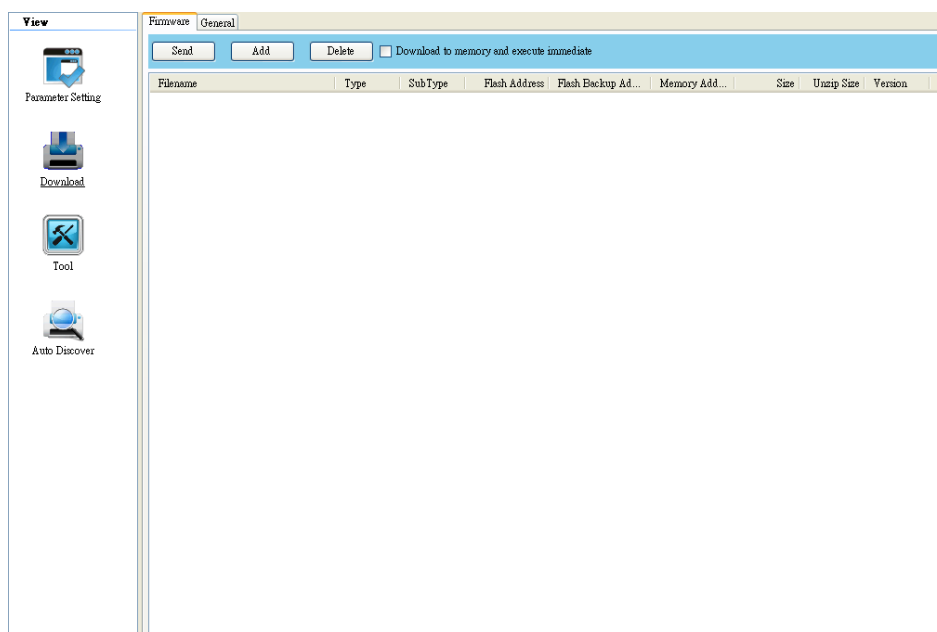 View
Parameter Setting
Download
Tool
Auto Discover
Firmware General
Send Add Delete Download to memory and execute immediate
Filename Type SubType Flash Address Flash Backup Ad... Memory Add... Size Unzip Size Version